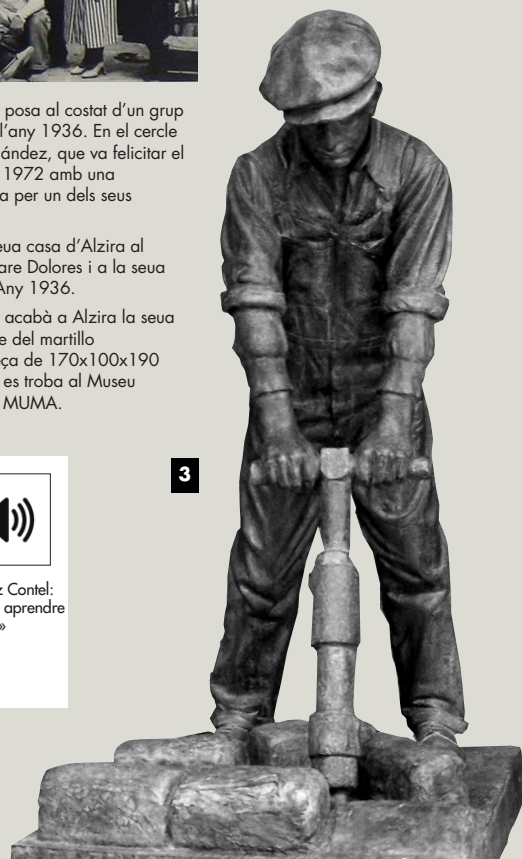 posa al costat d’un grup
l’any 1936. En el cercle
ández, que va felicitar el
1972 amb una
a per un dels seus
eua casa d’Alzira al
are Dolores i a la seua
Any 1936.
acabà a Alzira la seua
e del martillo
eça de 170x100x190
es troba al Museu
MUMA.
3
z Contel:
aprendre
»